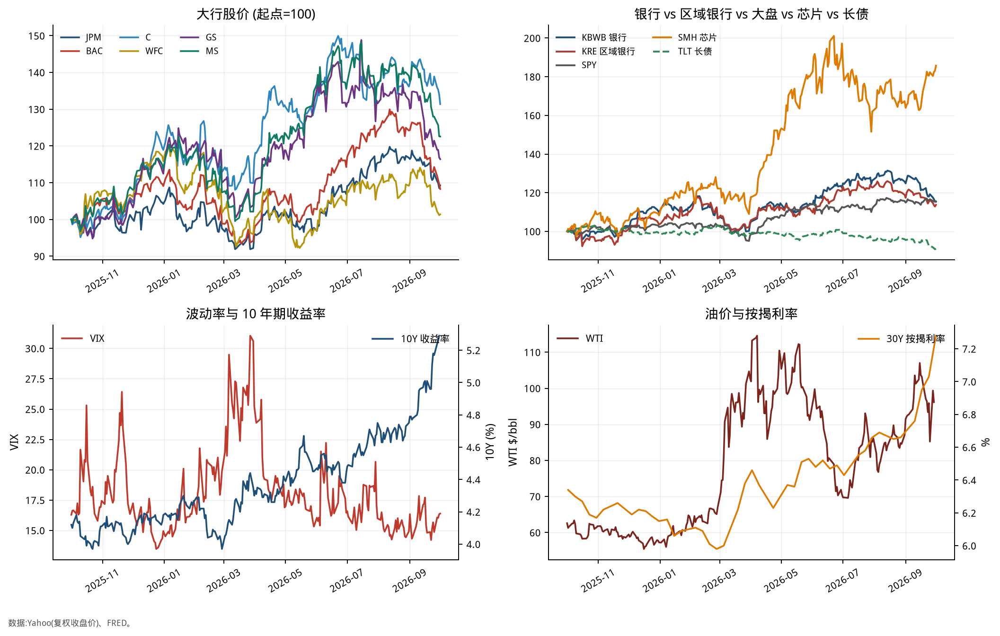 大行股价 (起点=100)
JPM
C
GS
BAC
WFC
MS
150
140
130
120
110
100
90
2025-11
2026-01
2026-03
2026-05
2026-07
2026-09
银行 vs 区域银行 vs 大盘 vs 芯片 vs 长债
KBWB 银行
SMH 芯片
KRE 区域银行
TLT 长债
SPY
200
180
160
140
120
100
2025-11
2026-01
2026-03
2026-05
2026-07
2026-09
波动率与 10 年期收益率
VIX
10Y 收益率
30.0
27.5
25.0
22.5
20.0
17.5
15.0
VIX
5.2
5.0
4.8
4.6
4.4
4.2
4.0
10Y (%)
2025-11
2026-01
2026-03
2026-05
2026-07
2026-09
油价与按揭利率
WTI
30Y 按揭利率
110
100
90
80
70
60
WTI $/bbl
7.2
7.0
6.8
6.6
6.4
6.2
6.0
%
2025-11
2026-01
2026-03
2026-05
2026-07
2026-09
数据:Yahoo(复权收盘价)、FRED。